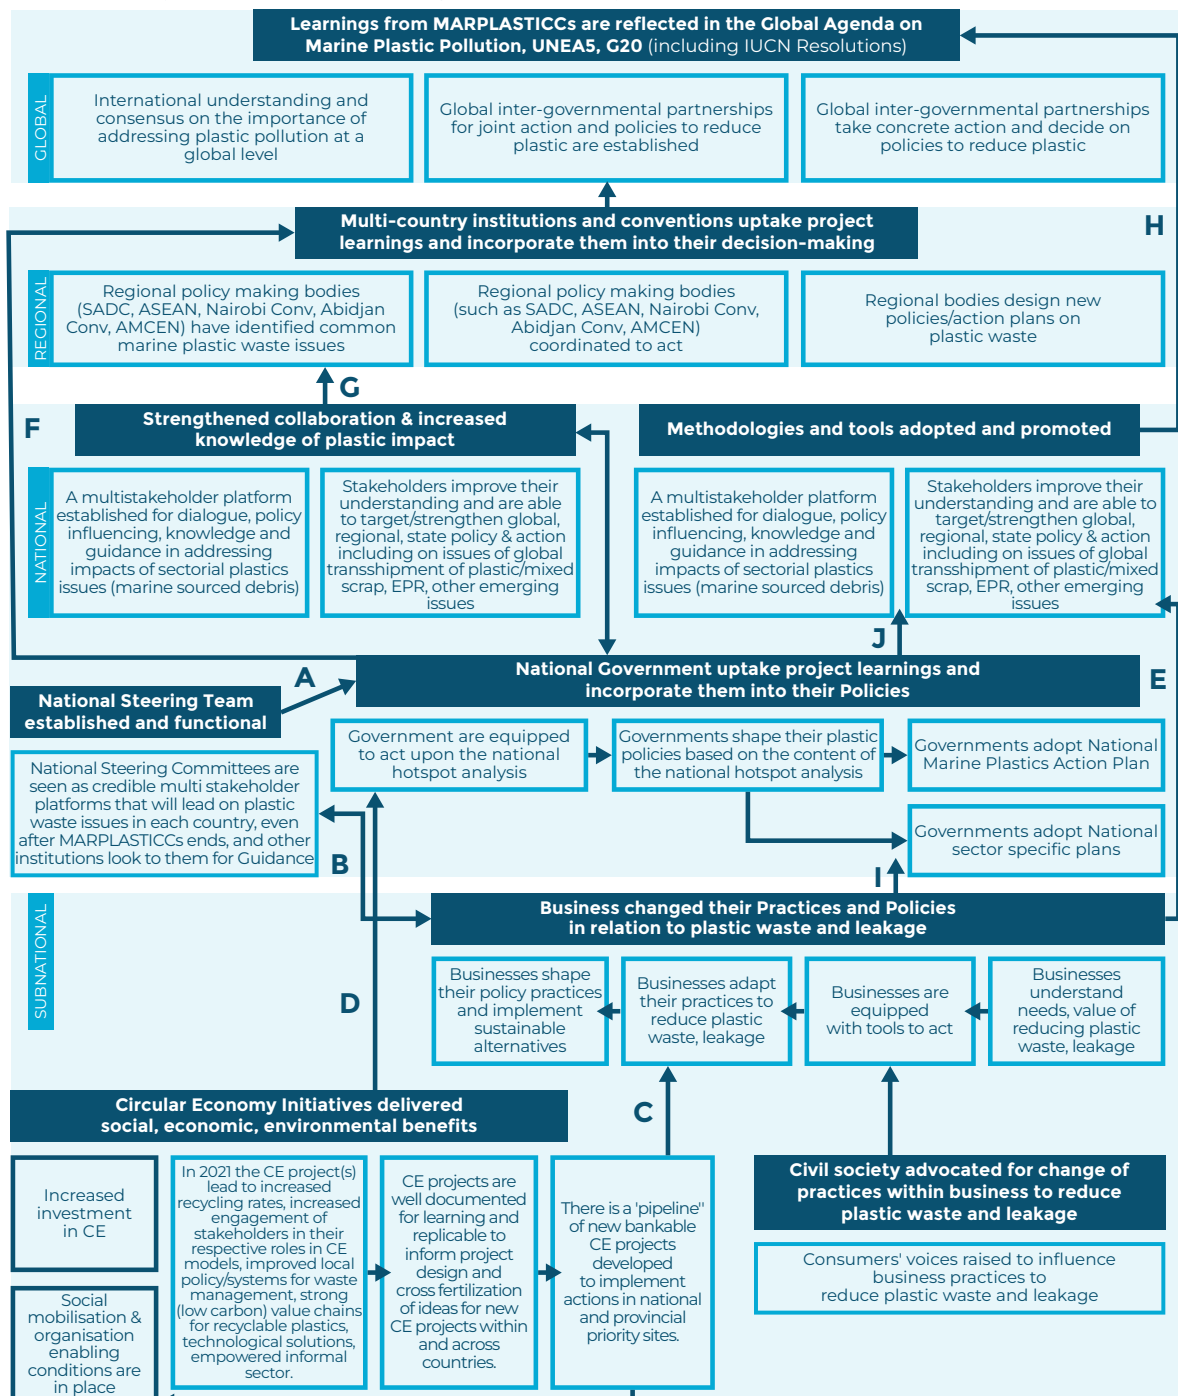 Learnings from MARPLASTICCs are reflected in the Global Agenda on
Marine Plastic Pollution, UNEA5, G20 (including IUCN Resolutions)
GLOBAL
International understanding and
consensus on the importance of
addressing plastic pollution at a
global level
Global inter-governmental partnerships
for joint action and policies to reduce
plastic are established
Global inter-governmental partnerships
take concrete action and decide on
policies to reduce plastic
Multi-country institutions and conventions uptake project
learnings and incorporate them into their decision-making
H
REGIONAL
Regional policy making bodies
(SADC, ASEAN, Nairobi Conv, Abidjan
Conv, AMCEN) have identified common
marine plastic waste issues
Regional policy making bodies
(such as SADC, ASEAN, Nairobi Conv,
Abidjan Conv, AMCEN)
coordinated to act
Regional bodies design new
policies/action plans on
plastic waste
G
F
Strengthened collaboration & increased
knowledge of plastic impact
Methodologies and tools adopted and promoted
NATIONAL
A multistakeholder platform
established for dialogue, policy
influencing, knowledge and
guidance in addressing
impacts of sectorial plastics
issues (marine sourced debris)
Stakeholders improve their
understanding and are able
to target/strengthen global,
regional, state policy & action
including on issues of global
transshipment of plastic/mixed
scrap, EPR, other emerging
issues
A multistakeholder platform
established for dialogue, policy
influencing, knowledge and
guidance in addressing
impacts of sectorial plastics
issues (marine sourced debris)
Stakeholders improve their
understanding and are able to
target/strengthen global,
regional, state policy & action
including on issues of global
transshipment of plastic/mixed
scrap, EPR, other emerging
issues
J
A
E
National Government uptake project learnings and
incorporate them into their Policies
National Steering Team
established and functional
National Steering Committees are
seen as credible multi stakeholder
platforms that will lead on plastic
waste issues in each country, even
after MARPLASTICCs ends, and other
institutions look to them for Guidance
Government are equipped
to act upon the national
hotspot analysis
Governments shape their plastic
policies based on the content of
the national hotspot analysis
Governments adopt National
Marine Plastics Action Plan
Governments adopt National
sector specific plans
B
I
SUBNATIONAL
Business changed their Practices and Policies
in relation to plastic waste and leakage
D
Businesses shape
their policy practices
and implement
sustainable
alternatives
Businesses adapt
their practices to
reduce plastic
waste, leakage
Businesses are
equipped
with tools to act
Businesses
understand
needs, value of
reducing plastic
waste, leakage
C
Circular Economy Initiatives delivered
social, economic, environmental benefits
Increased
investment
in CE
Social
mobilisation &
organisation
enabling
conditions are
in place
In 2021 the CE project(s)
lead to increased
recycling rates, increased
engagement of
stakeholders in their
respective roles in CE
models, improved local
policy/systems for waste
management, strong
(low carbon) value chains
for recyclable plastics,
technological solutions,
empowered informal
sector.
CE projects are
well documented
for learning and
replicable to
inform project
design and
cross fertilization
of ideas for new
CE projects within
and across
countries.
There is a 'pipeline"
of new bankable
CE projects
developed
to implement
actions in national
and provincial
priority sites.
Civil society advocated for change of
practices within business to reduce
plastic waste and leakage
Consumers' voices raised to influence
business practices to
reduce plastic waste and leakage